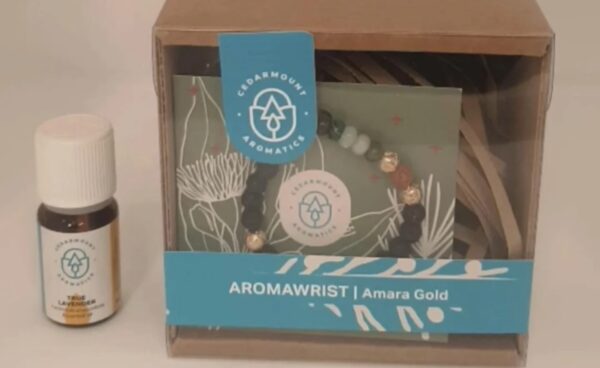 CEDARMOUNT
AROMATICS
CEDARMOUNT
AROMATICS
AROMAWRIST | Amara Gold
CEDARMOUNT
AROMATICS
TRUE
LAVENDER